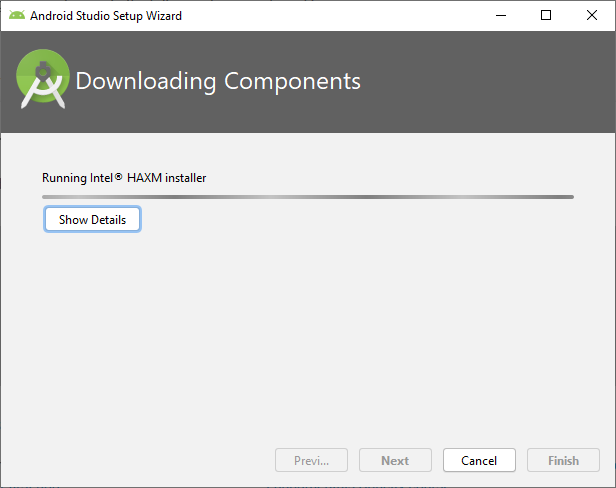 Android Studio Setup Wizard
Downloading Components
Running Intel® HAXM installer
Show Details
Previ... Next Cancel Finish